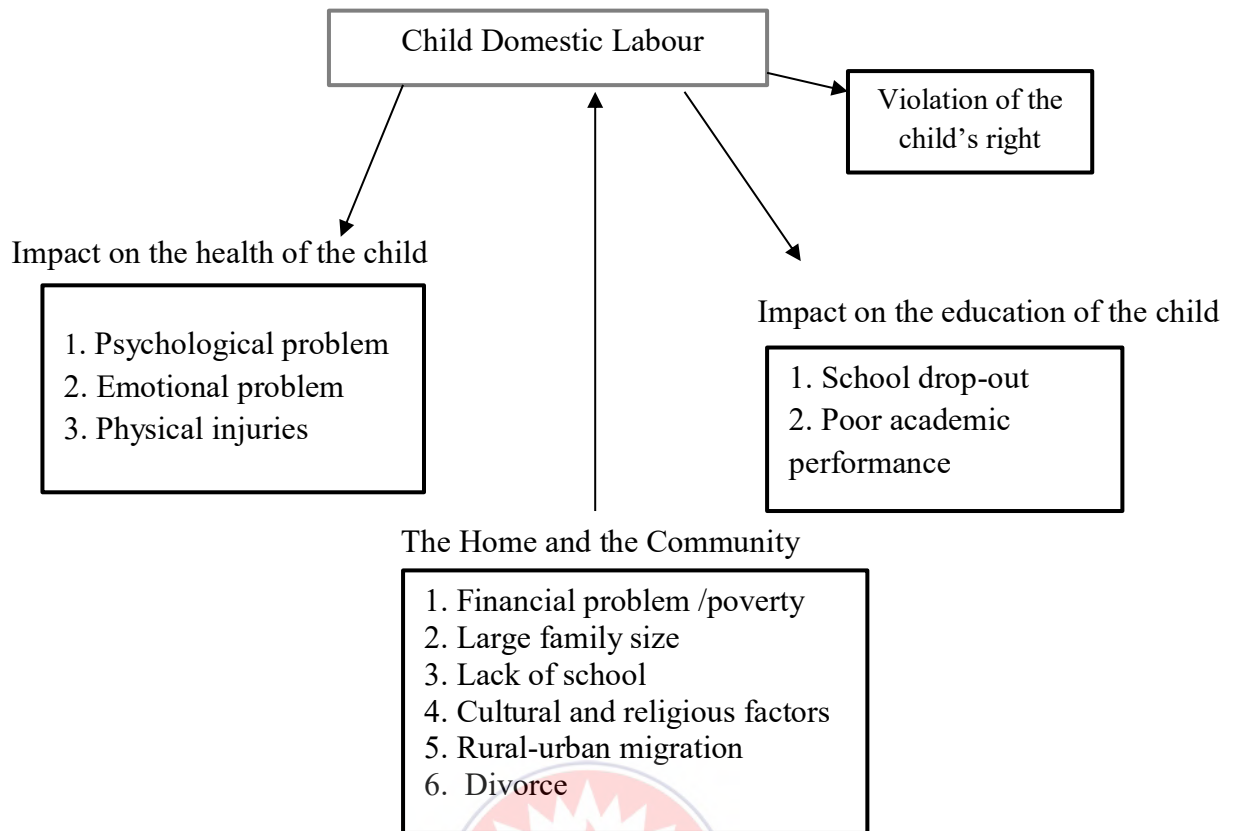 Child Domestic Labour
Violation of the
child’s right
Impact on the health of the child
1. Psychological problem
2. Emotional problem
3. Physical injuries
Impact on the education of the child
1. School drop-out
2. Poor academic
performance
The Home and the Community
1. Financial problem /poverty
2. Large family size
3. Lack of school
4. Cultural and religious factors
5. Rural-urban migration
6. Divorce